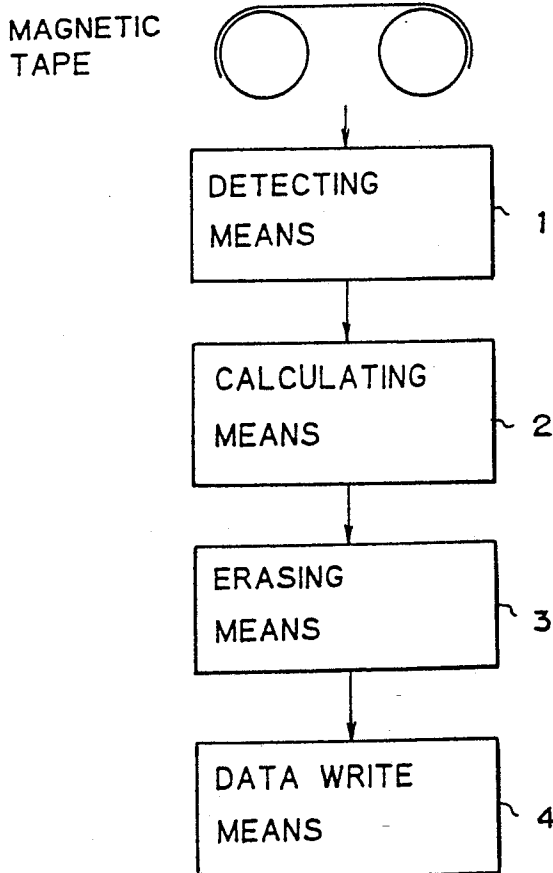 MAGNETIC
TAPE
DETECTING
MEANS
1
CALCULATING
MEANS
2
ERASING
MEANS
3
DATA WRITE
MEANS
4